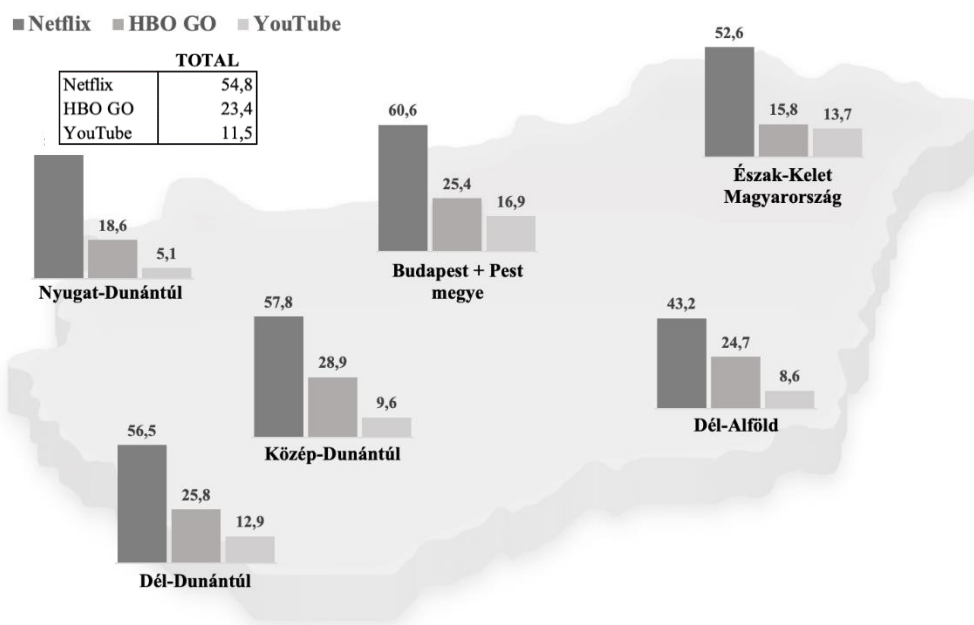 Netflix HBO GO YouTube
TOTAL
Netflix 54,8
HBO GO 23,4
YouTube 11,5
52,6
15,8
13,7
Észak-Kelet
Magyarország
60,6
25,4
16,9
Budapest + Pest
megye
18,6
5,1
Nyugat-Dunántúl
57,8
28,9
9,6
Közép-Dunántúl
43,2
24,7
8,6
Dél-Alföld
56,5
25,8
12,9
Dél-Dunántúl